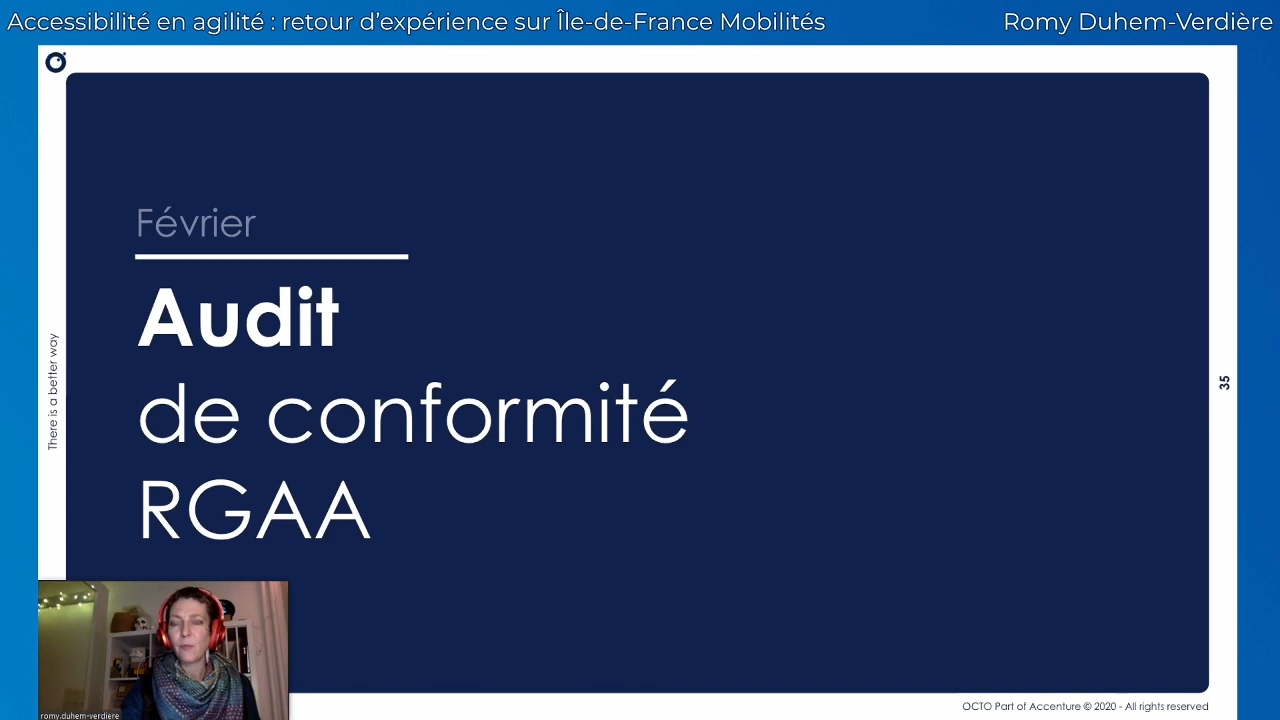 Accessibilité en agilité : retour d’expérience sur Île-de-France Mobilités
Romy Duhem-Verdière
Février
Audit
de conformité
RGAA
There is a better way
35
romy.duhem-verdiere
OCTO Part of Accenture © 2020 - All rights reserved